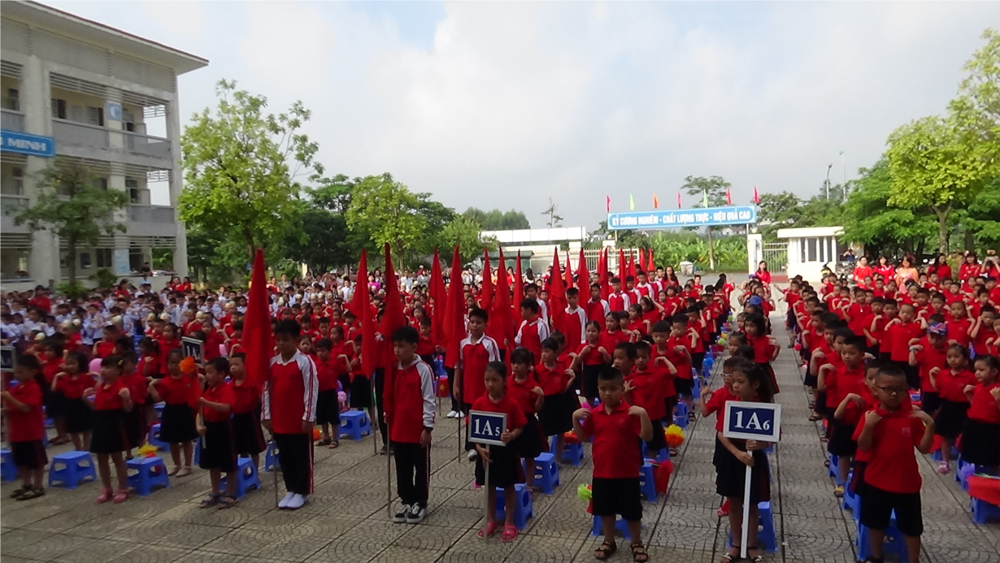 C
MINH
KỶ CƯƠNG NGHIÊM - CHẤT LƯỢNG THỰC - HIỆU QUẢ CAO
1A5
1A6